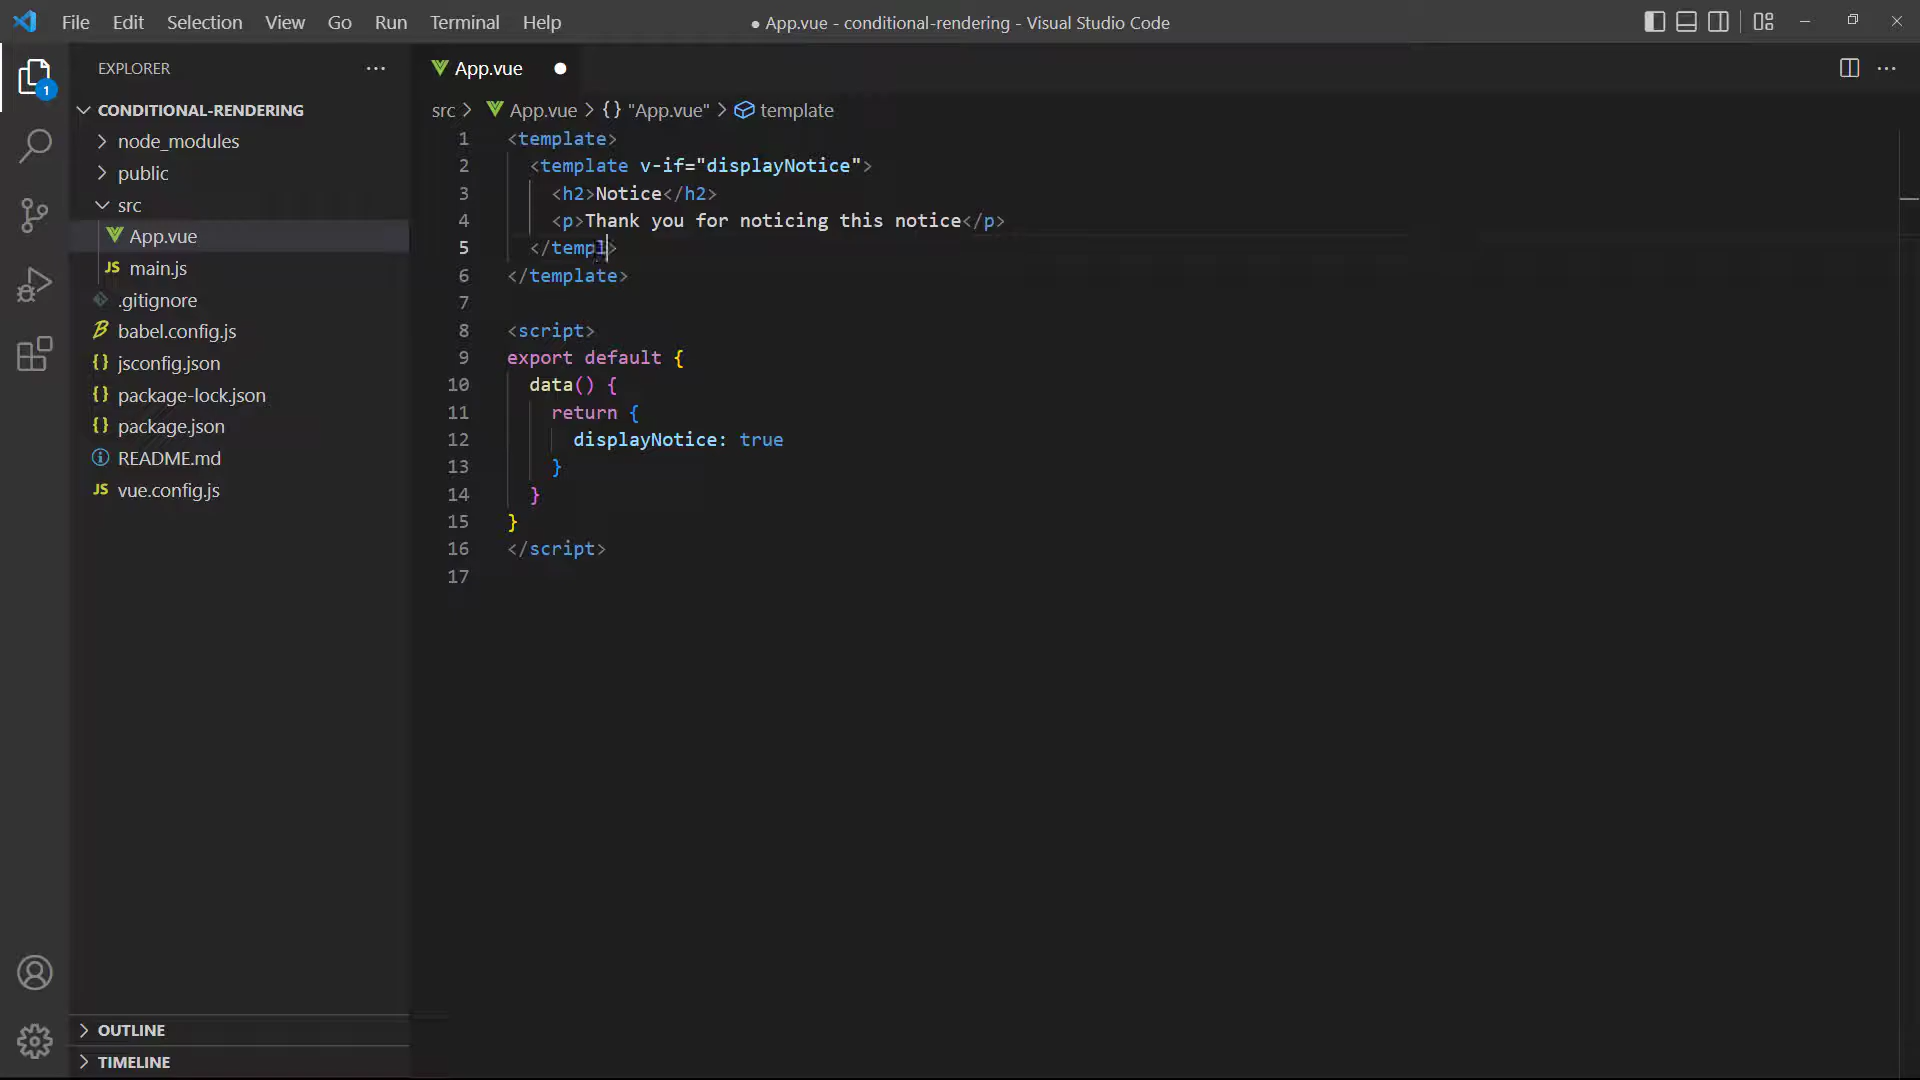 File Edit Selection View Go Run Terminal Help
● App.vue - conditional-rendering - Visual Studio Code
EXPLORER
1
CONDITIONAL-RENDERING
node_modules
public
src
App.vue
JS main.js
.gitignore
babel.config.js
{} jsconfig.json
{} package-lock.json
{} package.json
README.md
JS vue.config.js
OUTLINE
TIMELINE
App.vue
src > App.vue > {} "App.vue" > template
1 <template>
2 <template v-if="displayNotice">
3 <h2>Notice</h2>
4 <p>Thank you for noticing this notice</p>
5 </templ>
6 </template>
7
8 <script>
9 export default {
10 data() {
11 return {
12 displayNotice: true
13 }
14 }
15 }
16 </script>
17